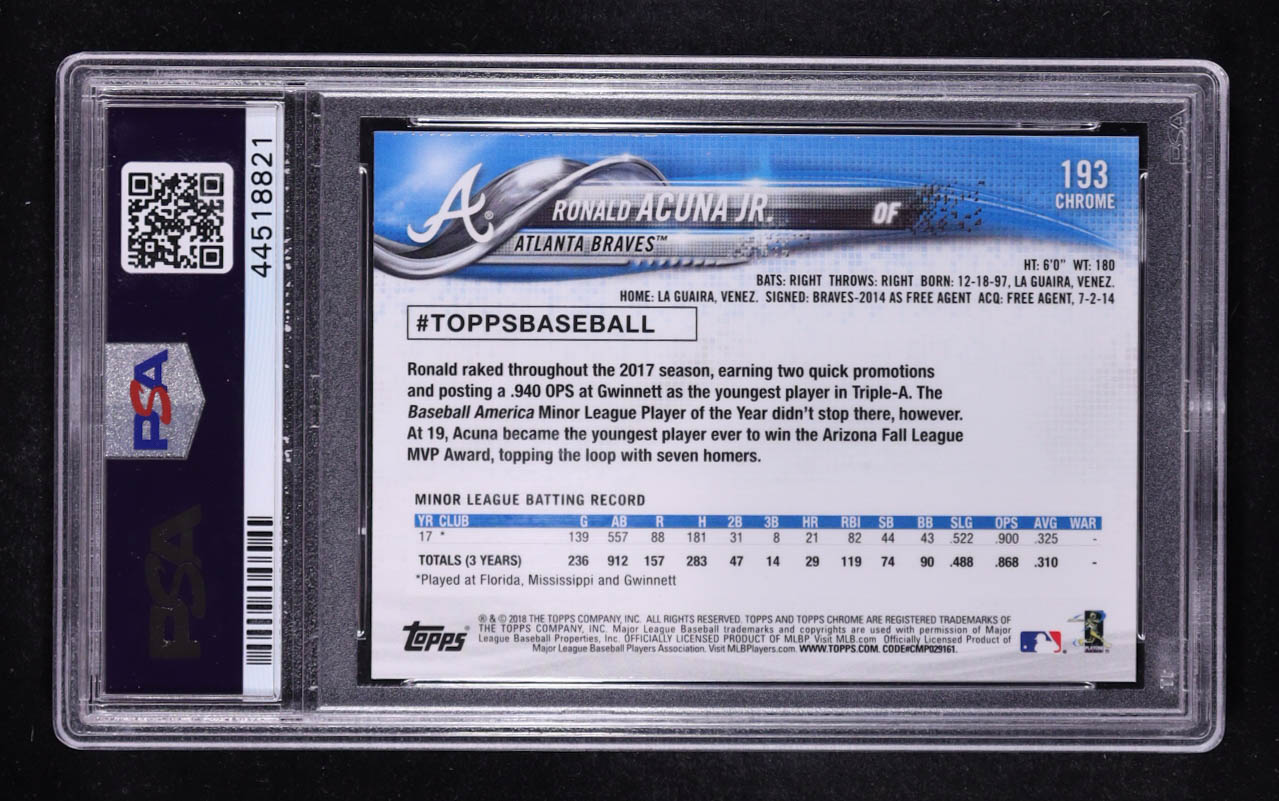 44518821
PSA
PSA
PSA
A®
RONALD ACUNA JR. OF
ATLANTA BRAVES™
193
CHROME
HT: 6'0" WT: 180
BATS: RIGHT THROWS: RIGHT BORN: 12-18-97, LA GUAIRA, VENEZ.
HOME: LA GUAIRA, VENEZ. SIGNED: BRAVES-2014 AS FREE AGENT ACQ: FREE AGENT, 7-2-14
#TOPPSBASEBALL
Ronald raked throughout the 2017 season, earning two quick promotions
and posting a .940 OPS at Gwinnett as the youngest player in Triple-A. The
Baseball America Minor League Player of the Year didn't stop there, however.
At 19, Acuna became the youngest player ever to win the Arizona Fall League
MVP Award, topping the loop with seven homers.
MINOR LEAGUE BATTING RECORD
YR CLUB G AB R H 2B 3B HR RBI SB BB SLG OPS AVG WAR
17 * 139 557 88 181 31 8 21 82 44 43 .522 .900 .325 -
TOTALS (3 YEARS) 236 912 157 283 47 14 29 119 74 90 .488 .868 .310 -
*Played at Florida, Mississippi and Gwinnett
Topps
® & © 2018 THE TOPPS COMPANY, INC. ALL RIGHTS RESERVED. TOPPS AND TOPPS CHROME ARE REGISTERED TRADEMARKS OF
THE TOPPS COMPANY, INC. Major League Baseball trademarks and copyrights are used with permission of Major
League Baseball Properties, Inc. OFFICIALLY LICENSED PRODUCT OF MLBP. Visit MLB.com Officially Licensed Product of
Major League Baseball Players Association. Visit MLBPlayers.com. WWW.TOPPS.COM. CODE#CMP029161.